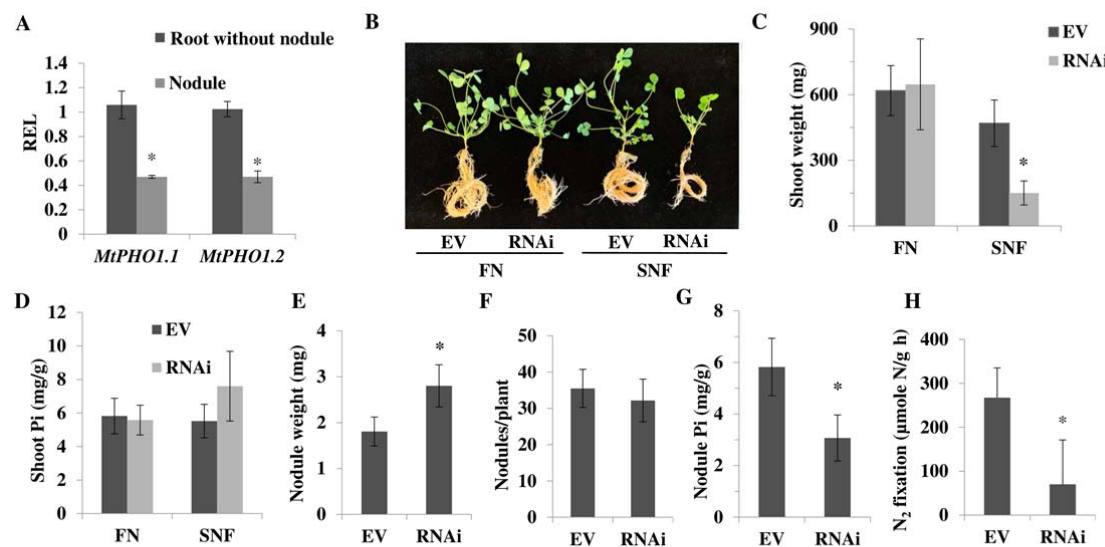 A
Root without nodule
Nodule
REL
1.4
1.2
1
0.8
0.6
0.4
0.2
0
*
*
MtPHO1.1 MtPHO1.2
B
EV RNAi EV RNAi
FN SNF
C
EV
RNAi
Shoot weight (mg)
900
600
300
0
*
FN SNF
D
EV
RNAi
Shoot Pi (mg/g)
12
10
8
6
4
2
0
FN SNF
E
Nodule weight (mg)
4
3
2
1
0
*
EV RNAi
F
Nodules/plant
50
40
30
20
10
0
EV RNAi
G
Nodule Pi (mg/g)
8
6
4
2
0
*
EV RNAi
H
N₂ fixation (µmole N/g h)
400
300
200
100
0
*
EV RNAi